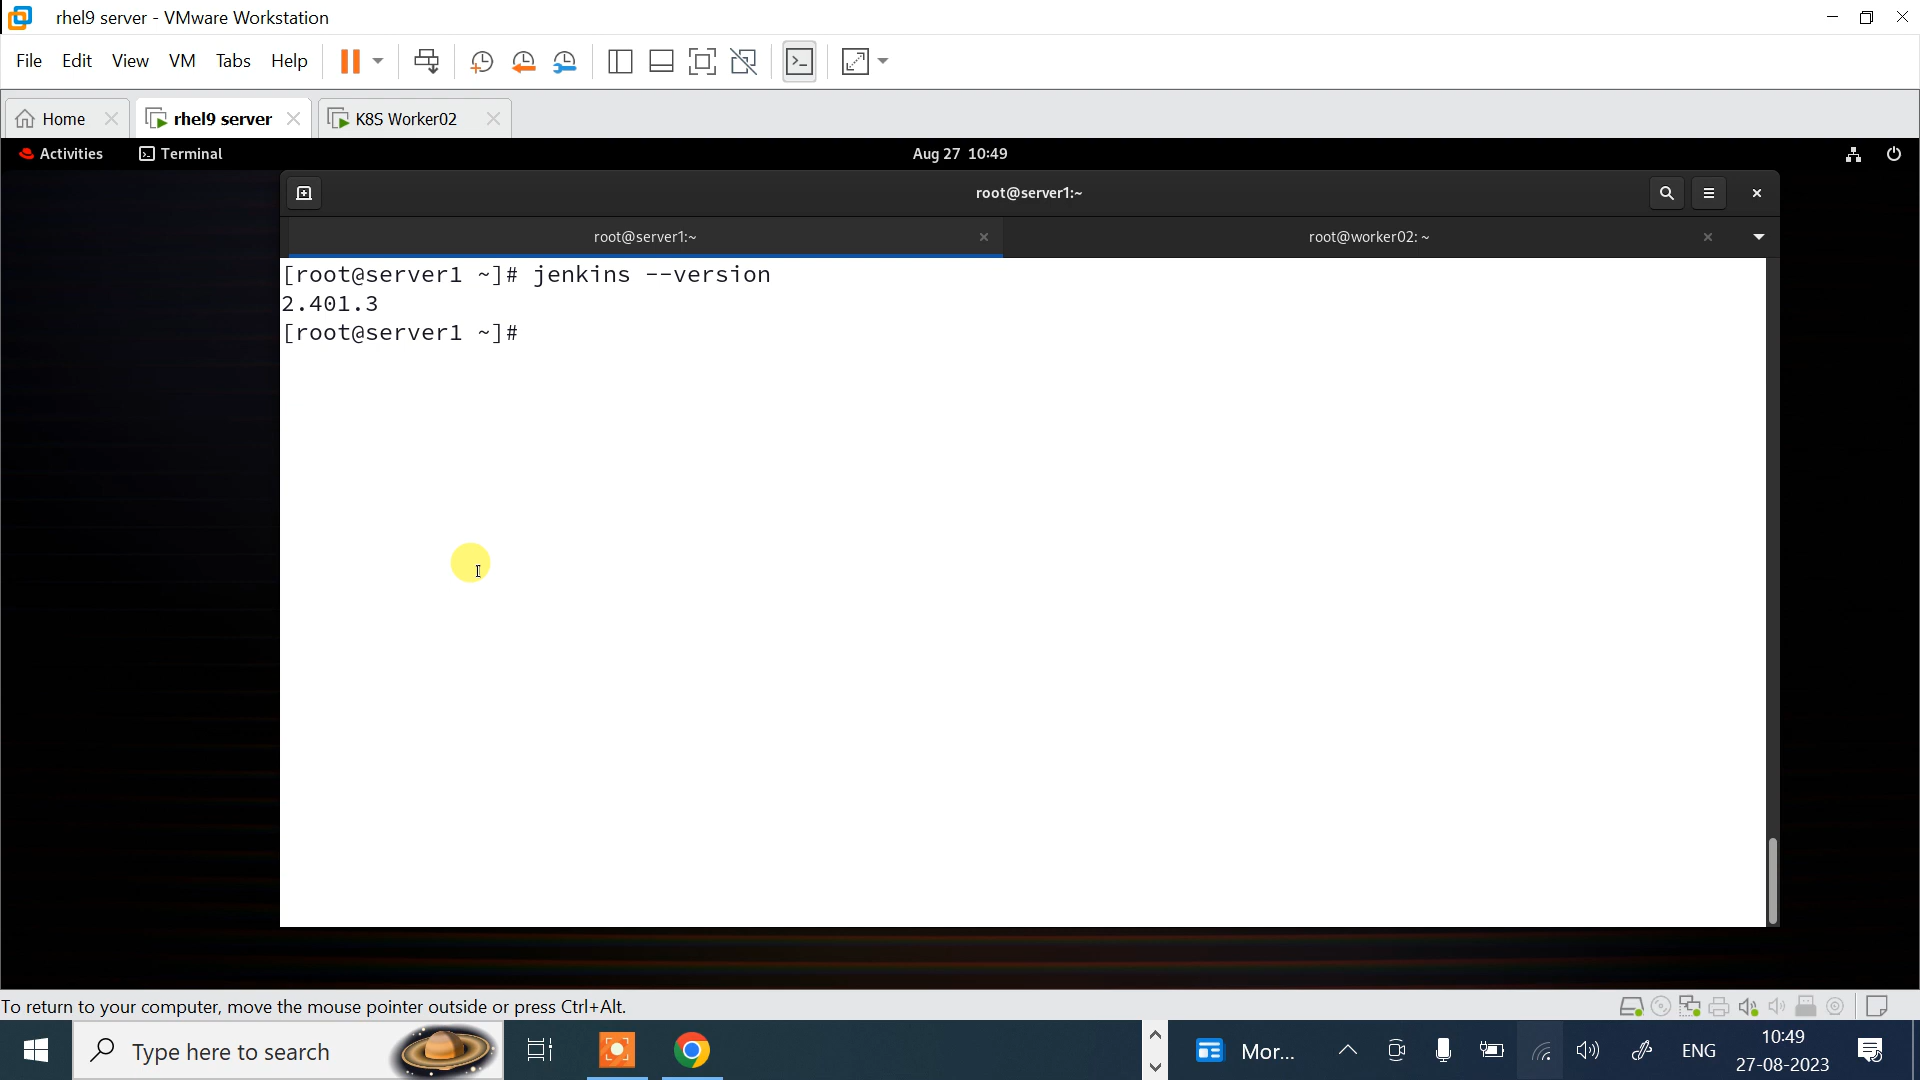 rhel9 server - VMware Workstation
File Edit View VM Tabs Help
Home rhel9 server K8S Worker02
Activities Terminal Aug 27 10:49
root@server1:~
root@server1:~ root@worker02: ~
[root@server1 ~]# jenkins --version
2.401.3
[root@server1 ~]#
To return to your computer, move the mouse pointer outside or press Ctrl+Alt.
Type here to search Mor... ENG 10:49
27-08-2023